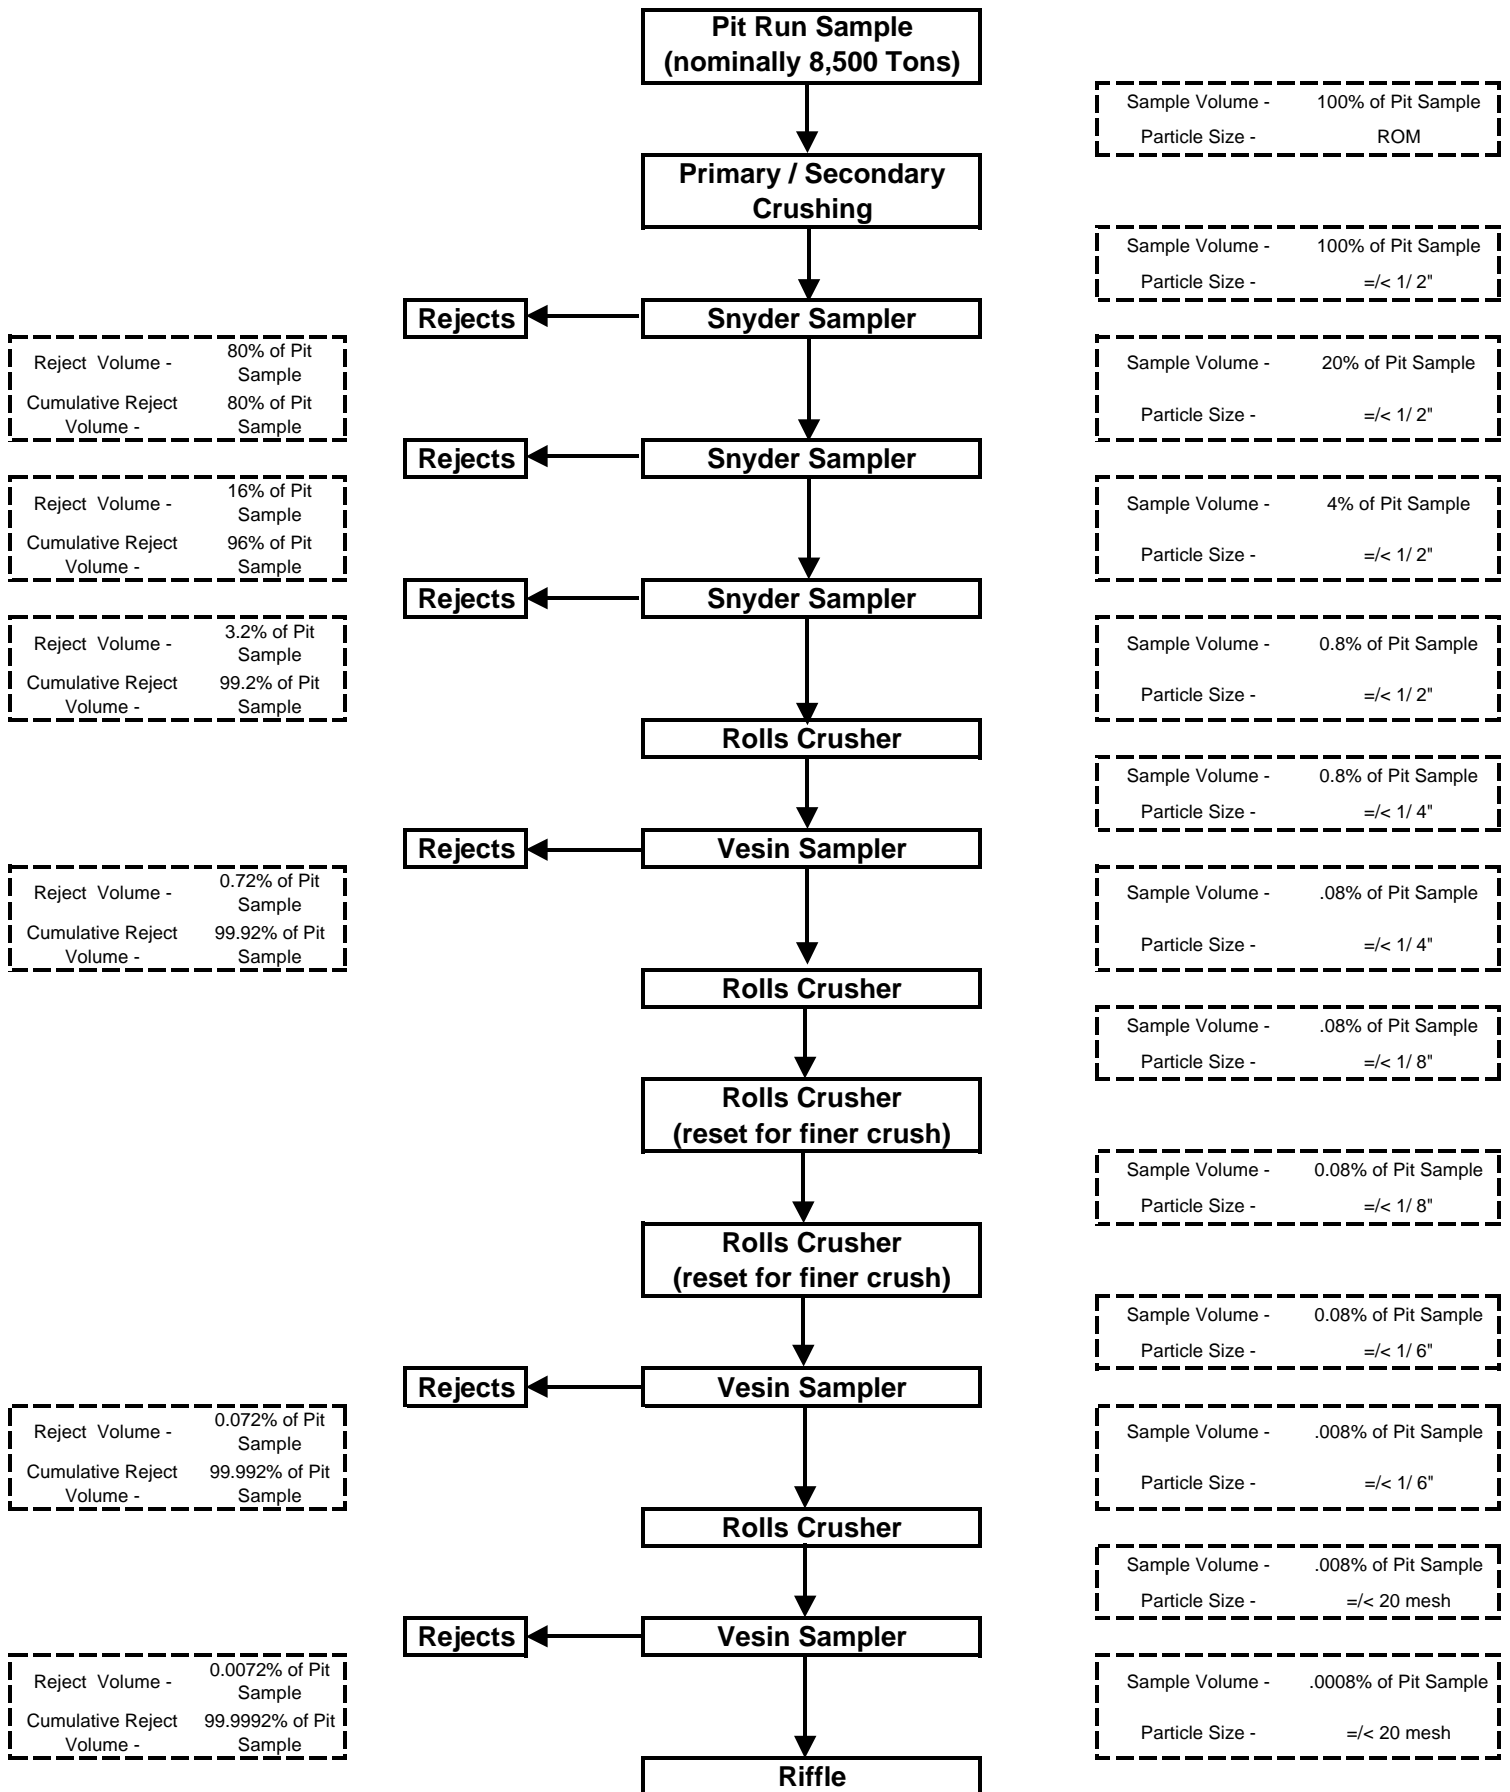 Pit Run Sample
(nominally 8,500 Tons)
Sample Volume - 100% of Pit Sample
Particle Size - ROM
Primary / Secondary
Crushing
Sample Volume - 100% of Pit Sample
Particle Size - =/< 1/ 2"
Rejects Snyder Sampler
Reject Volume - 80% of Pit
Sample
Cumulative Reject 80% of Pit
Volume - Sample
Sample Volume - 20% of Pit Sample
Particle Size - =/< 1/ 2"
Rejects Snyder Sampler
Reject Volume - 16% of Pit
Sample
Cumulative Reject 96% of Pit
Volume - Sample
Sample Volume - 4% of Pit Sample
Particle Size - =/< 1/ 2"
Rejects Snyder Sampler
Reject Volume - 3.2% of Pit
Sample
Cumulative Reject 99.2% of Pit
Volume - Sample
Sample Volume - 0.8% of Pit Sample
Particle Size - =/< 1/ 2"
Rolls Crusher
Sample Volume - 0.8% of Pit Sample
Particle Size - =/< 1/ 4"
Rejects Vesin Sampler
Reject Volume - 0.72% of Pit
Sample
Cumulative Reject 99.92% of Pit
Volume - Sample
Sample Volume - .08% of Pit Sample
Particle Size - =/< 1/ 4"
Rolls Crusher
Sample Volume - .08% of Pit Sample
Particle Size - =/< 1/ 8"
Rolls Crusher
(reset for finer crush)
Sample Volume - 0.08% of Pit Sample
Particle Size - =/< 1/ 8"
Rolls Crusher
(reset for finer crush)
Sample Volume - 0.08% of Pit Sample
Particle Size - =/< 1/ 6"
Rejects Vesin Sampler
Reject Volume - 0.072% of Pit
Sample
Cumulative Reject 99.992% of Pit
Volume - Sample
Sample Volume - .008% of Pit Sample
Particle Size - =/< 1/ 6"
Rolls Crusher
Sample Volume - .008% of Pit Sample
Particle Size - =/< 20 mesh
Rejects Vesin Sampler
Reject Volume - 0.0072% of Pit
Sample
Cumulative Reject 99.9992% of Pit
Volume - Sample
Sample Volume - .0008% of Pit Sample
Particle Size - =/< 20 mesh
Riffle